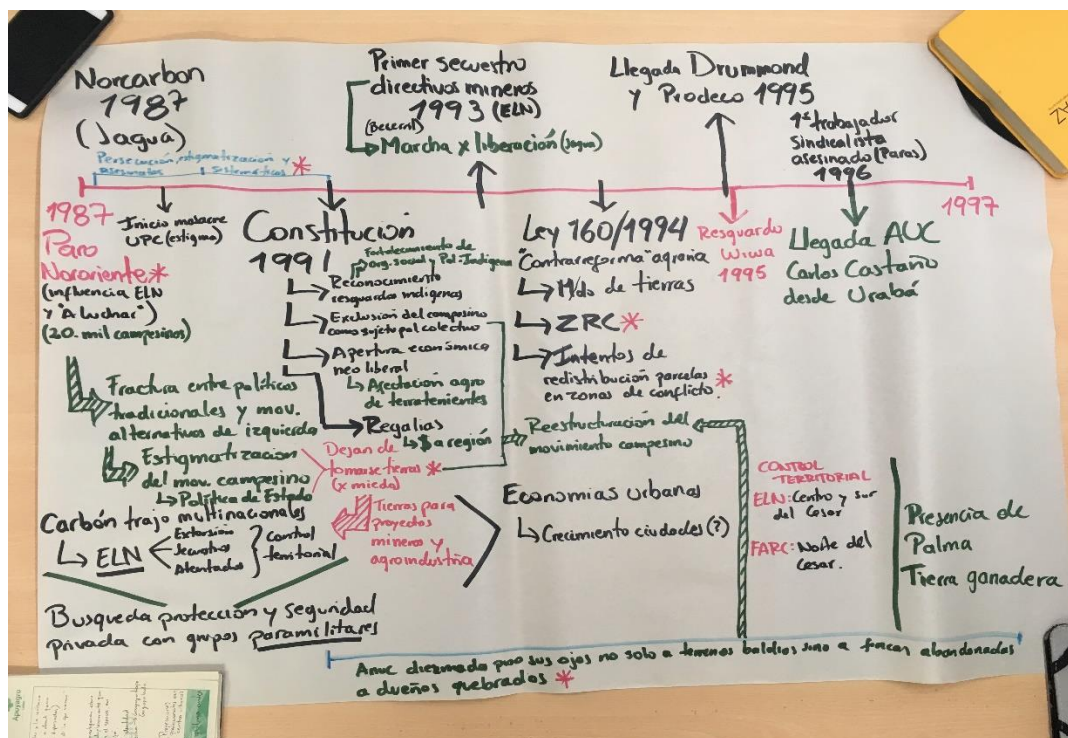 Norcarbon
1987
(Jagua)
Primer secuestro
directivos mineros
1993 (ELN)
(Becerril)
Marcha x liberación (Jagua)
Llegada Drummond
y Prodeco 1995
1er trabajador
Sindicalista
asesinado (Paras)
1996
Persecución, estigmatización y
asesinatos sistemáticos *
1987
Paro
Nororiente *
(influencia ELN
y "A luchar")
(20. mil campesinos)
Inicio masacre
UPC (estigma)
Constitución
1991
Fortalecimiento de
org. social y Pol. Indígena
Reconocimiento
resguardo indígenas
Exclusión del campesino
como sujeto pol colectivo
Apertura económica
neo liberal
Afectación agro
de terratenientes
Regalías
$ a región
Ley 160/1994
"Contrarreforma" agraria
M/do de tierras
ZRC *
Intentos de
redistribución parcelas
en zonas de conflicto. *
Resguardo
Wiwa
1995
Llegada AUC
Carlos Castaño
desde Urabá
1997
Fractura entre políticos
tradicionales y mov.
alternativos de izquierda
Estigmatización
del mov. campesino
Política de Estado
Dejan de
tomarse tierras *
(x miedo)
Reestructuración del
movimiento campesino
Carbón trajo multinacionales
ELN
Extorsión
Secuestros
Atentados
Control
territorial
Tierras para
proyectos
mineros y
agroindustria
Economías urbanas
Crecimiento ciudades (?)
CONTROL
TERRITORIAL
ELN: Centro y sur
del Cesar
FARC: Norte del
Cesar.
Presencia de
Palma
Tierra ganadera
Busqueda protección y seguridad
privada con grupos paramilitares
Anuc diezmada puso sus ojos no solo a terrenos baldíos sino a fincas abandonadas
a dueños quebrados *
AZ